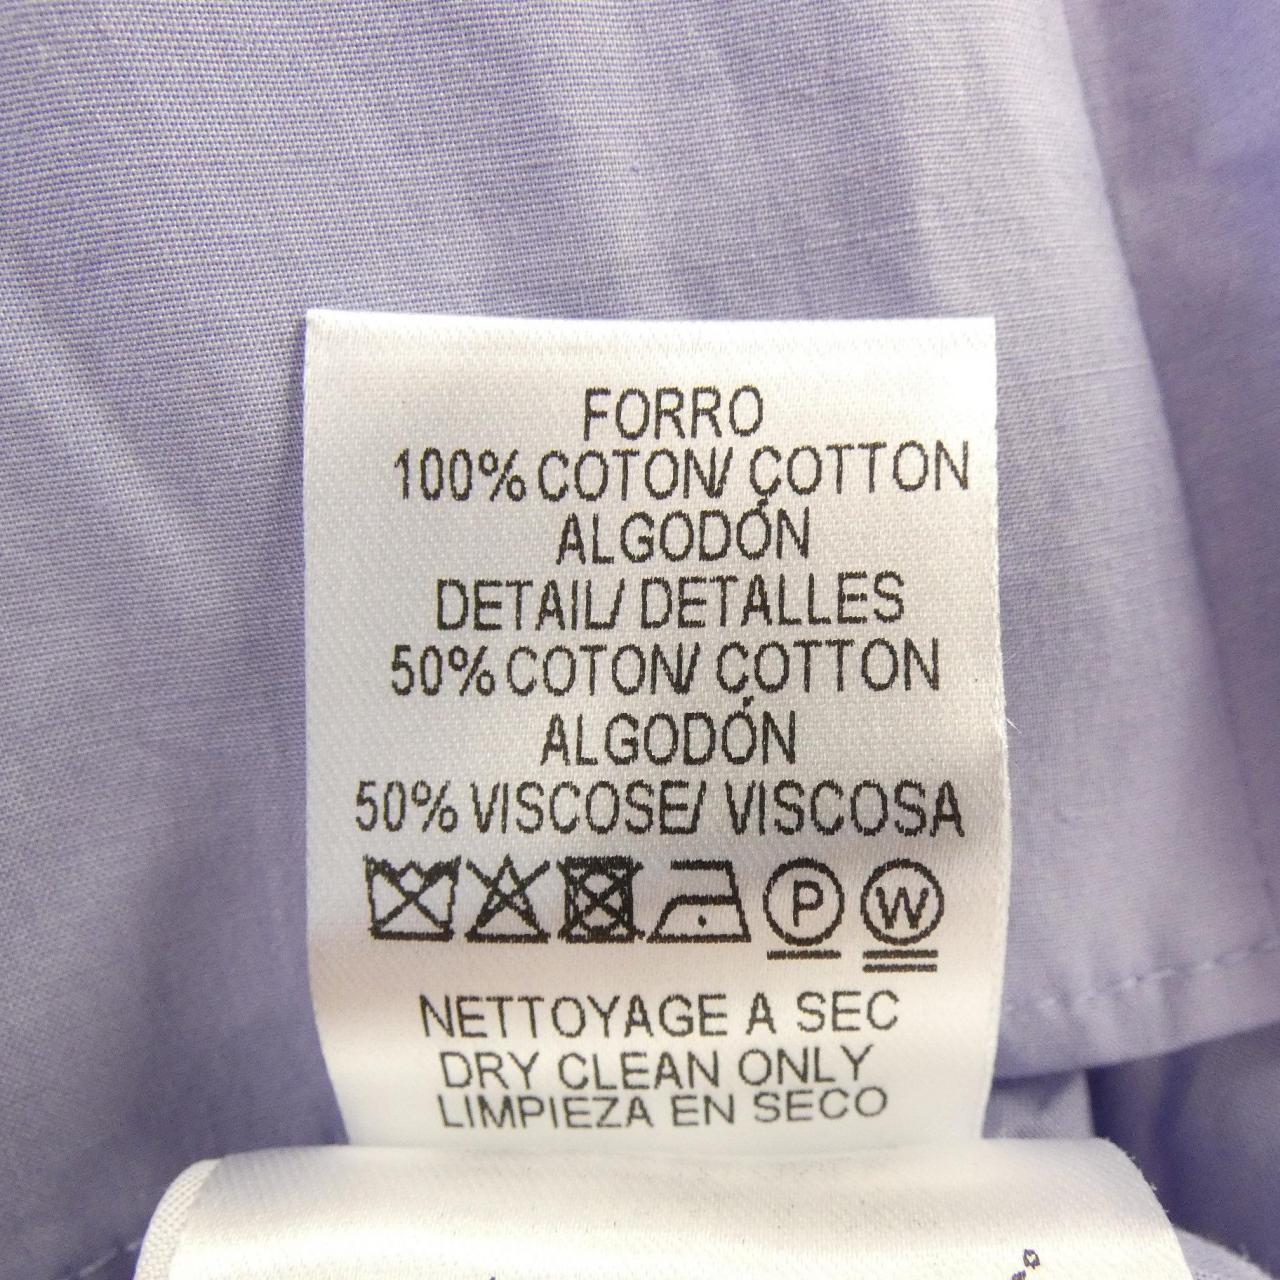 FORRO
100% COTON/ COTTON
ALGODÓN
DETAIL/ DETALLES
50% COTON/ COTTON
ALGODÓN
50% VISCOSE/ VISCOSA
P W
NETTOYAGE A SEC
DRY CLEAN ONLY
LIMPIEZA EN SECO